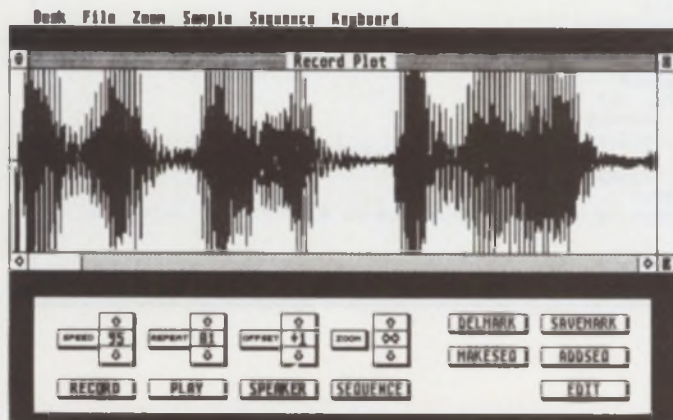 Desk File Zoom Sample Sequence Keyboard
Record Plot
SPEED 95 REPEAT 01 OFFSET +1 ZOOM
DELMARK SAVEMARK
MAKESEQ ADDSEQ
RECORD PLAY SPEAKER SEQUENCE EDIT